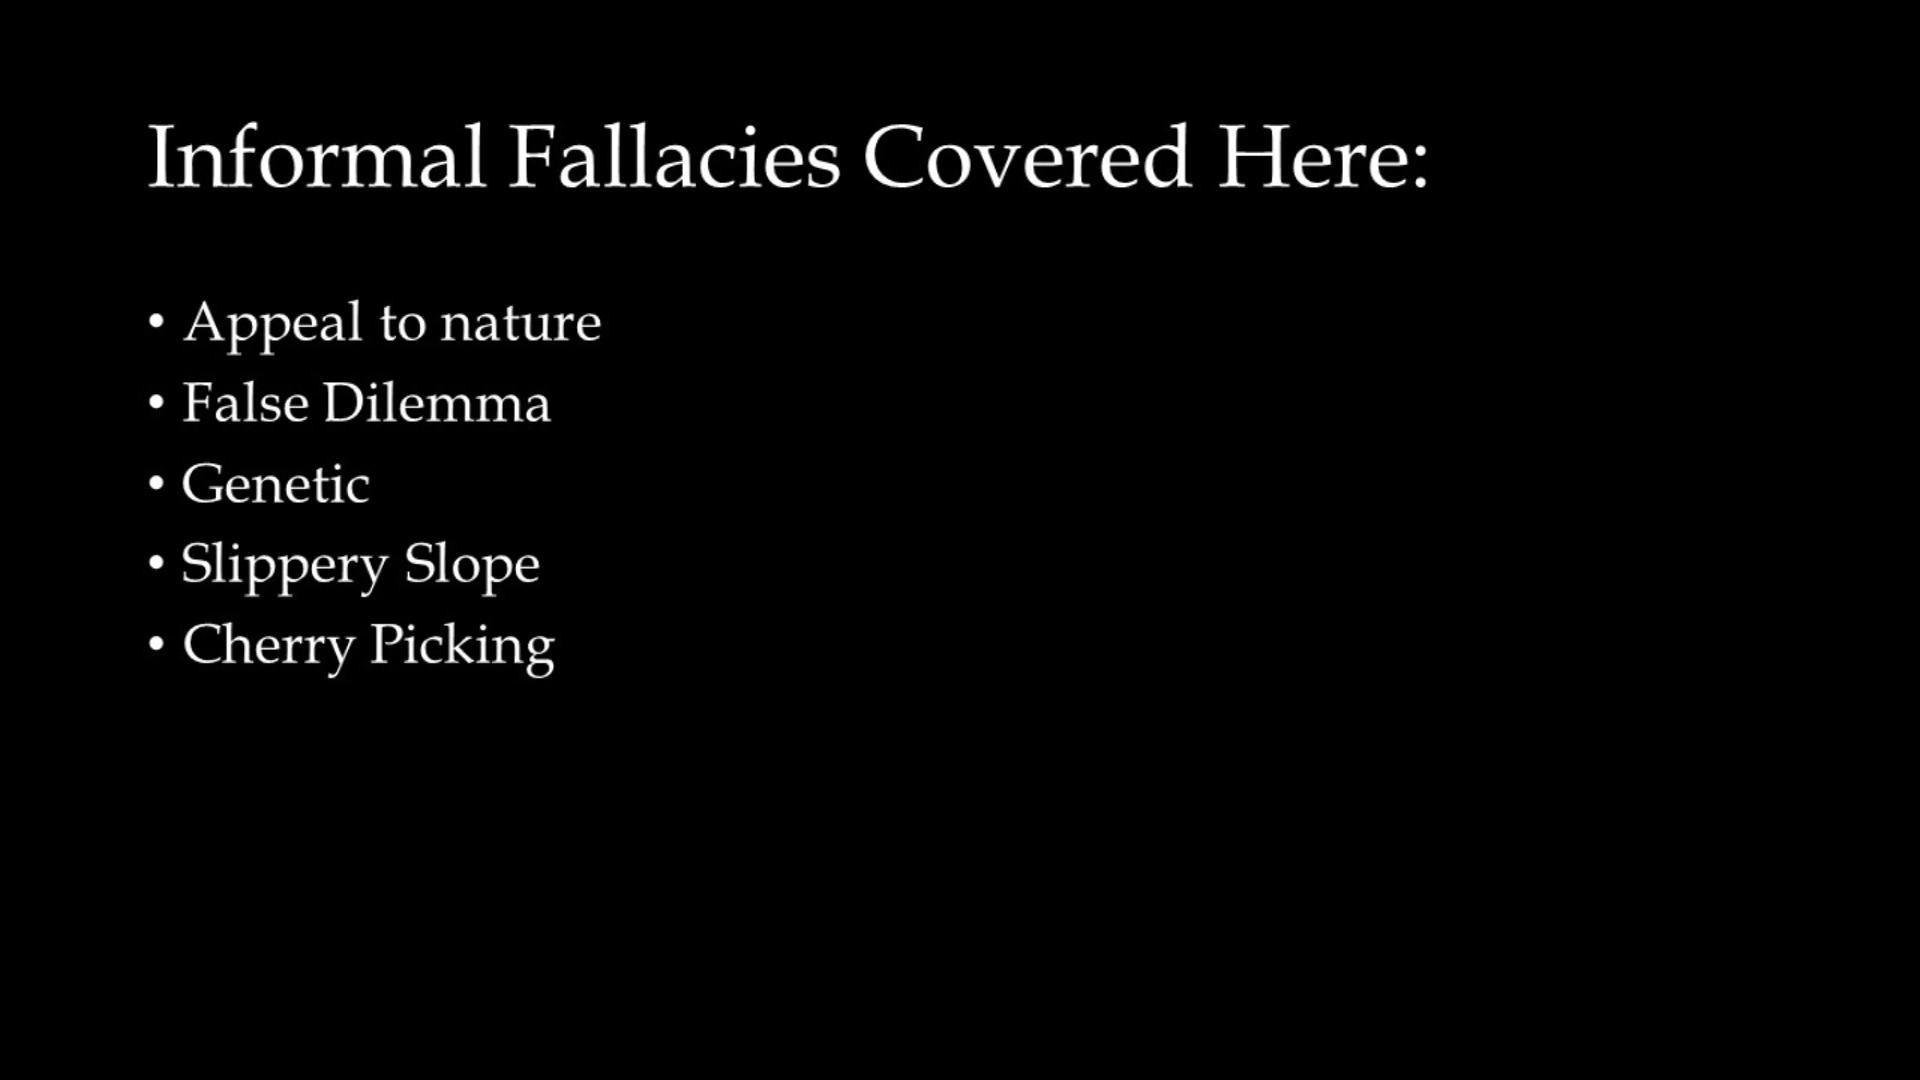 Informal Fallacies Covered Here:
• Appeal to nature
• False Dilemma
• Genetic
• Slippery Slope
• Cherry Picking